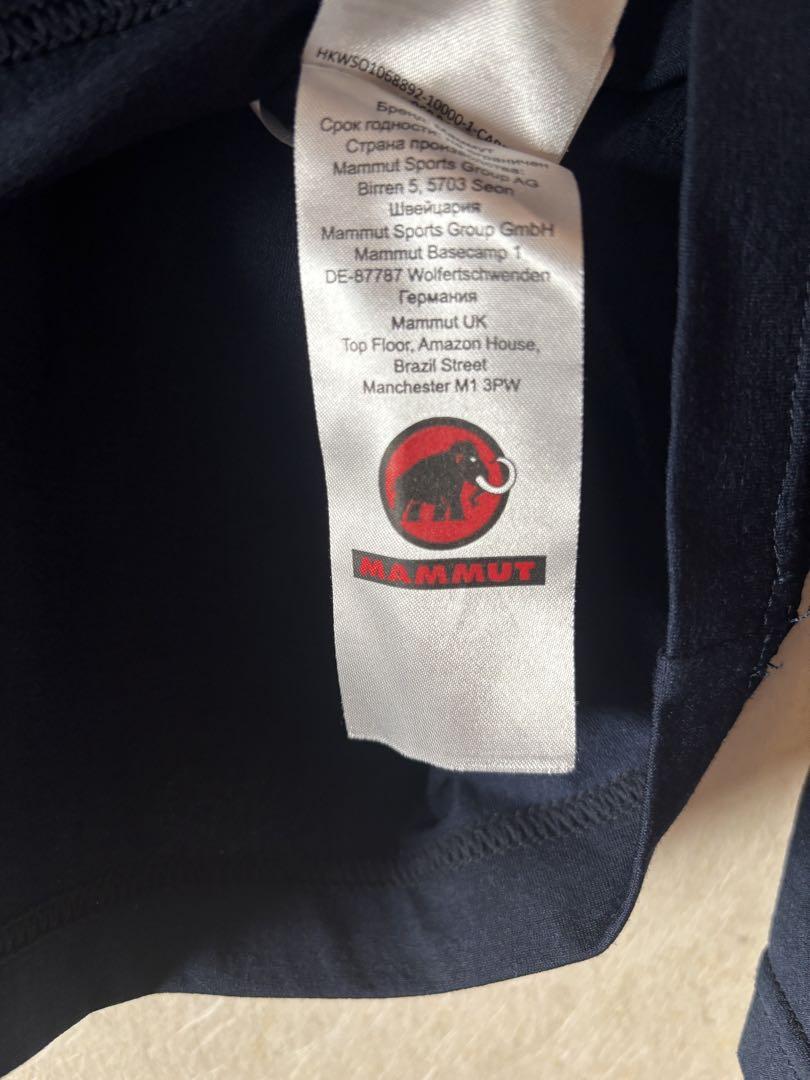 HKWSO1068892-10000-1-CA
Срок годности
Страна
Mammut Sports Group AG
Birren 5, 5703 Seon
Швейцария
Mammut Sports Group GmbH
Mammut Basecamp 1
DE-87787 Wolfertschwenden
Германия
Mammut UK
Top Floor, Amazon House,
Brazil Street
Manchester M1 3PW
MAMMUT